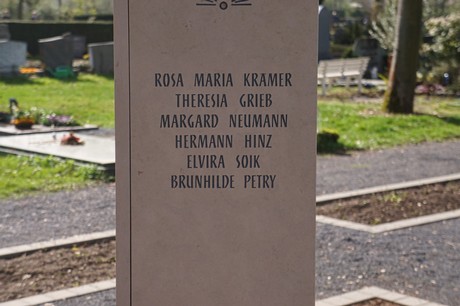 ROSA MARIA KRAMER
THERESIA GRIEB
MARGARD NEUMANN
HERMANN HINZ
ELVIRA SOIK
BRUNHILDE PETRY